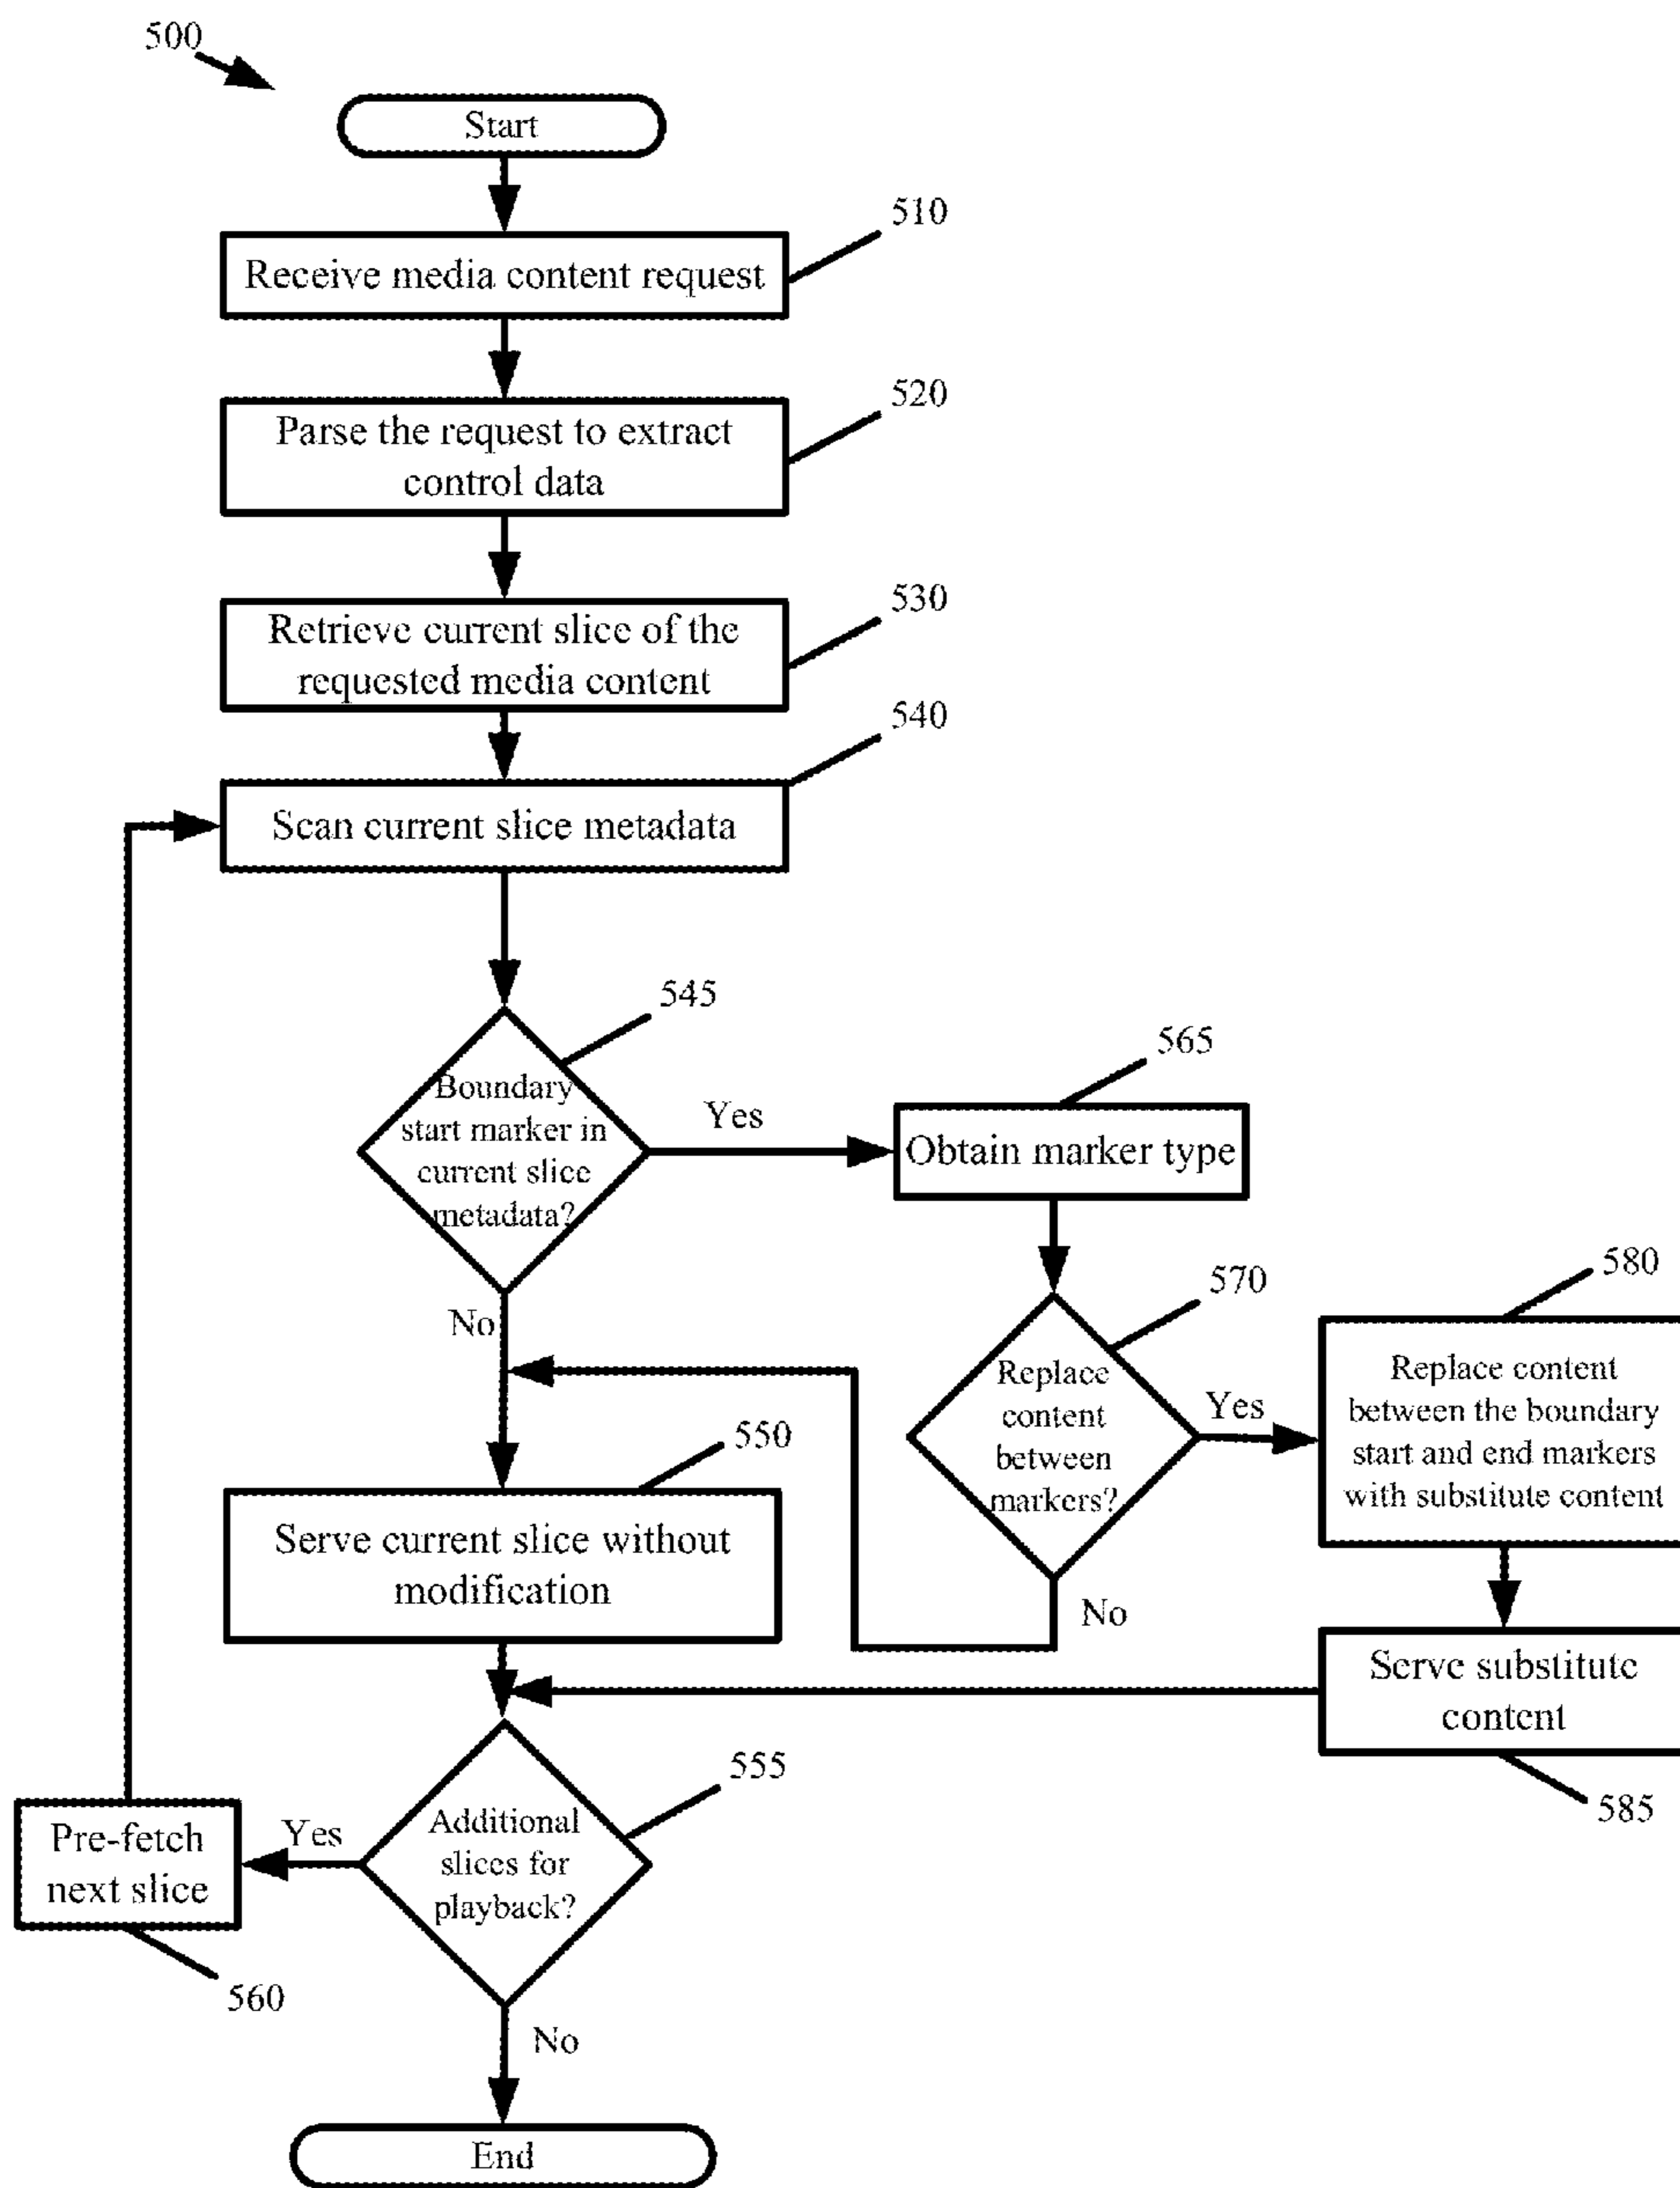 500
Start
510
Receive media content request
520
Parse the request to extract
control data
530
Retrieve current slice of the
requested media content
540
Scan current slice metadata
545
Boundary
start marker in
current slice
metadata?
Yes
565
Obtain marker type
No
570
Replace
content
between
markers?
Yes
580
Replace content
between the boundary
start and end markers
with substitute content
No
550
Serve current slice without
modification
Serve substitute
content
585
555
Additional
slices for
playback?
Yes
Pre-fetch
next slice
560
No
End